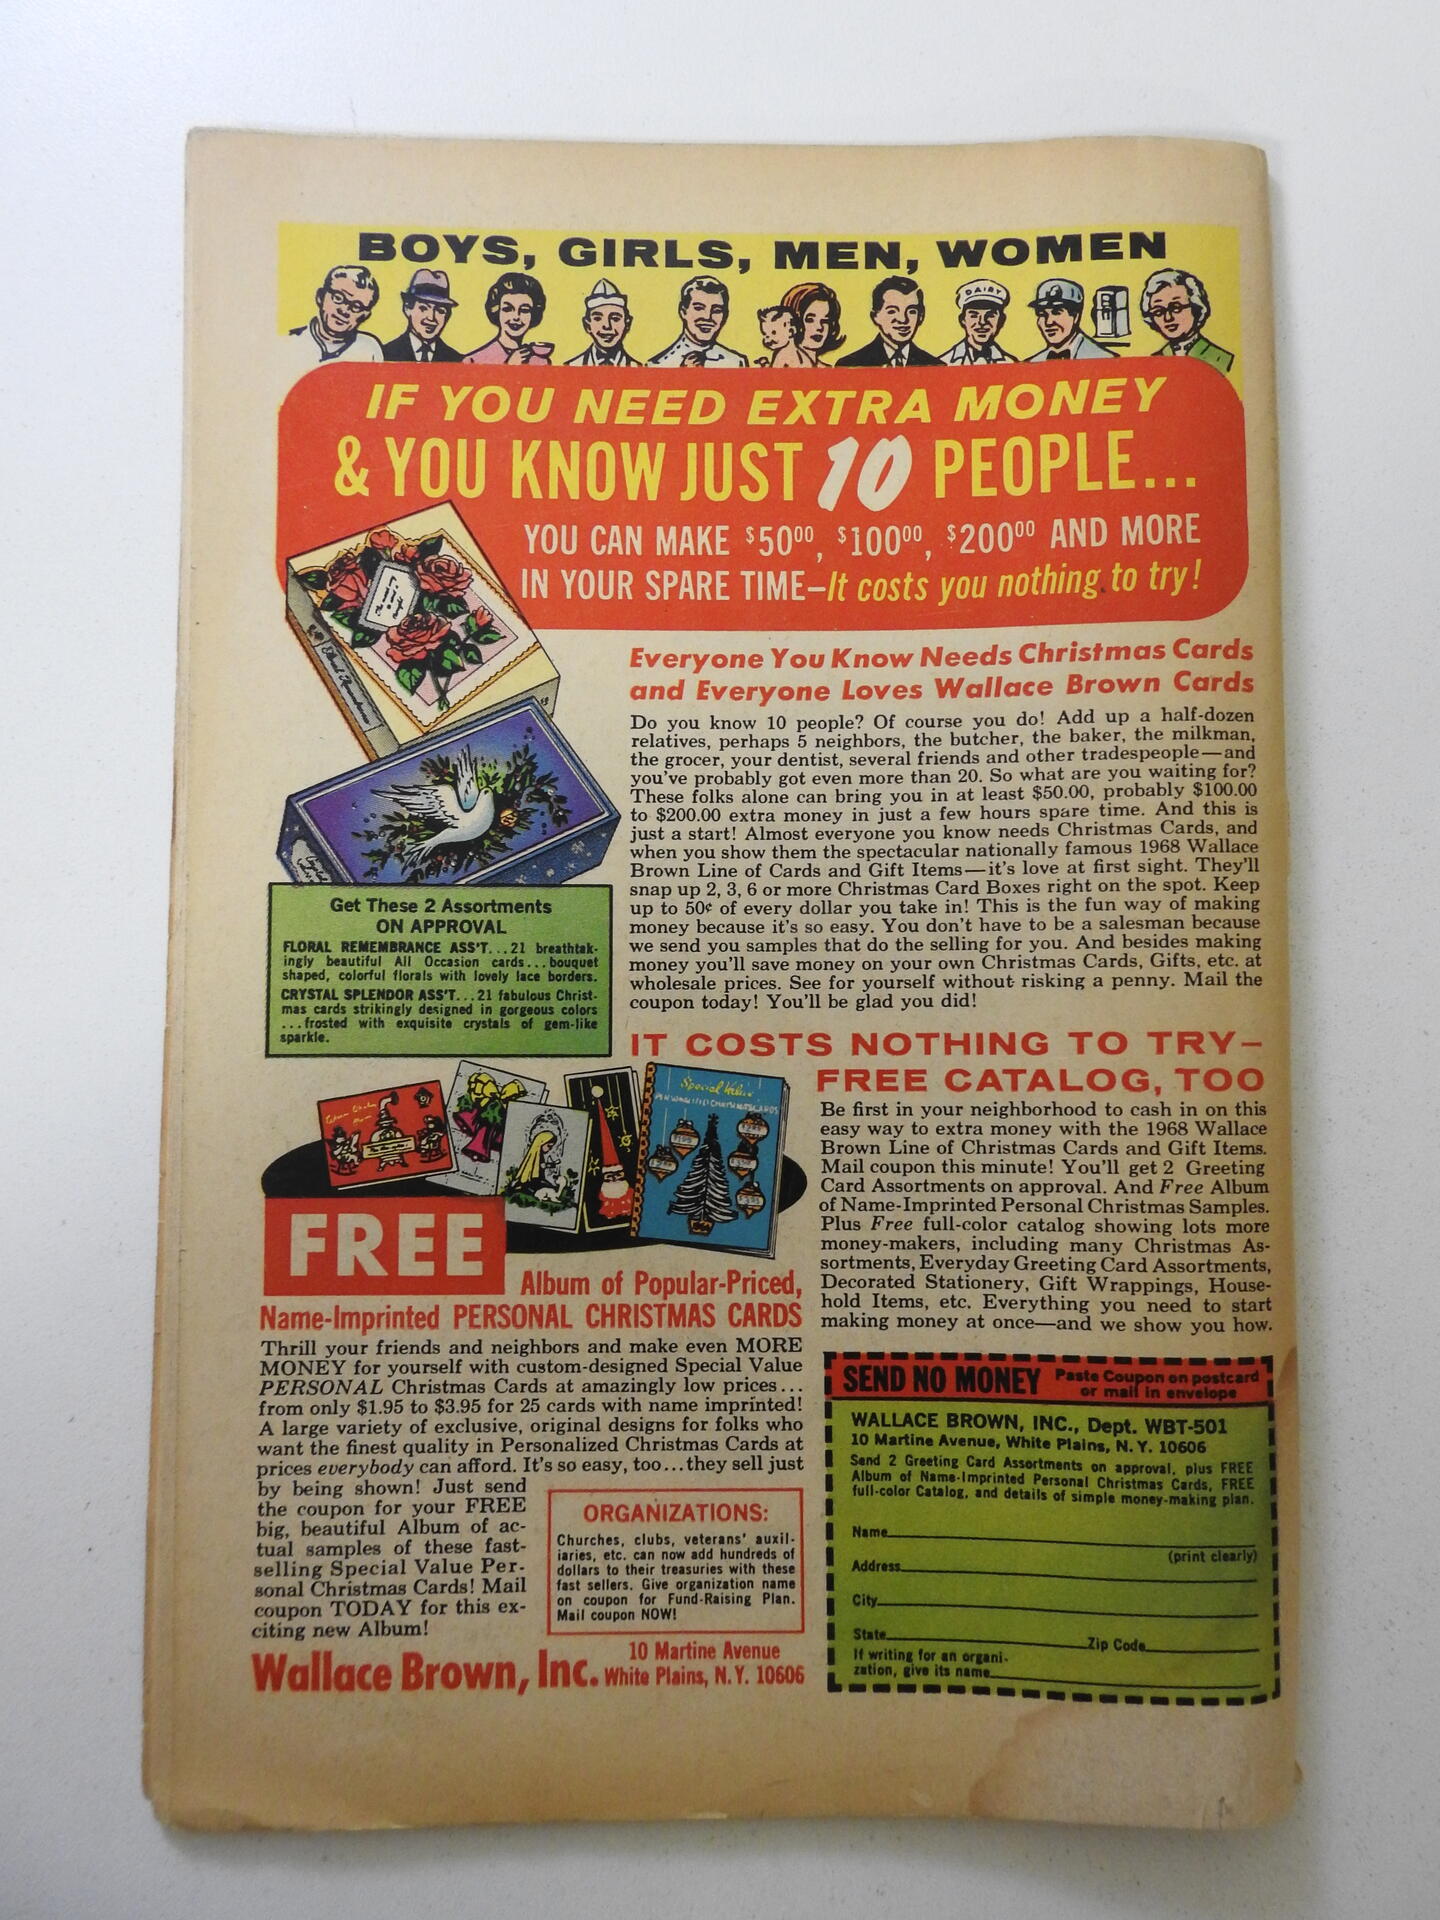 BOYS, GIRLS, MEN, WOMEN
DAIRY
IF YOU NEED EXTRA MONEY
& YOU KNOW JUST 10 PEOPLE...
YOU CAN MAKE $50⁰⁰, $100⁰⁰, $200⁰⁰ AND MORE
IN YOUR SPARE TIME–It costs you nothing to try!
Everyone You Know Needs Christmas Cards
and Everyone Loves Wallace Brown Cards
Do you know 10 people? Of course you do! Add up a half-dozen
relatives, perhaps 5 neighbors, the butcher, the baker, the milkman,
the grocer, your dentist, several friends and other tradespeople—and
you've probably got even more than 20. So what are you waiting for?
These folks alone can bring you in at least $50.00, probably $100.00
to $200.00 extra money in just a few hours spare time. And this is
just a start! Almost everyone you know needs Christmas Cards, and
when you show them the spectacular nationally famous 1968 Wallace
Brown Line of Cards and Gift Items—it's love at first sight. They'll
snap up 2, 3, 6 or more Christmas Card Boxes right on the spot. Keep
up to 50¢ of every dollar you take in! This is the fun way of making
money because it's so easy. You don't have to be a salesman because
we send you samples that do the selling for you. And besides making
money you'll save money on your own Christmas Cards, Gifts, etc. at
wholesale prices. See for yourself without risking a penny. Mail the
coupon today! You'll be glad you did!
Get These 2 Assortments
ON APPROVAL
FLORAL REMEMBRANCE ASS'T...21 breathtak-
ingly beautiful All Occasion cards...bouquet
shaped, colorful florals with lovely lace borders.
CRYSTAL SPLENDOR ASS'T...21 fabulous Christ-
mas cards strikingly designed in gorgeous colors
...frosted with exquisite crystals of gem-like
sparkle.
IT COSTS NOTHING TO TRY–
FREE CATALOG, TOO
Be first in your neighborhood to cash in on this
easy way to extra money with the 1968 Wallace
Brown Line of Christmas Cards and Gift Items.
Mail coupon this minute! You'll get 2 Greeting
Card Assortments on approval. And Free Album
of Name-Imprinted Personal Christmas Samples.
Plus Free full-color catalog showing lots more
money-makers, including many Christmas As-
sortments, Everyday Greeting Card Assortments,
Decorated Stationery, Gift Wrappings, House-
hold Items, etc. Everything you need to start
making money at once—and we show you how.
Special Value
FREE
Album of Popular-Priced,
Name-Imprinted PERSONAL CHRISTMAS CARDS
Thrill your friends and neighbors and make even MORE
MONEY for yourself with custom-designed Special Value
PERSONAL Christmas Cards at amazingly low prices...
from only $1.95 to $3.95 for 25 cards with name imprinted!
A large variety of exclusive, original designs for folks who
want the finest quality in Personalized Christmas Cards at
prices everybody can afford. It's so easy, too...they sell just
by being shown! Just send
the coupon for your FREE
big, beautiful Album of ac-
tual samples of these fast-
selling Special Value Per-
sonal Christmas Cards! Mail
coupon TODAY for this ex-
citing new Album!
ORGANIZATIONS:
Churches, clubs, veterans' auxil-
iaries, etc. can now add hundreds of
dollars to their treasuries with these
fast sellers. Give organization name
on coupon for Fund-Raising Plan.
Mail coupon NOW!
Wallace Brown, Inc. 10 Martine Avenue
White Plains, N.Y. 10606
SEND NO MONEY Paste Coupon on postcard
or mail in envelope
WALLACE BROWN, INC., Dept. WBT-501
10 Martine Avenue, White Plains, N.Y. 10606
Send 2 Greeting Card Assortments on approval, plus FREE
Album of Name-Imprinted Personal Christmas Cards, FREE
full-color Catalog, and details of simple money-making plan.
Name
(print clearly)
Address
City
State Zip Code
If writing for an organi-
zation, give its name